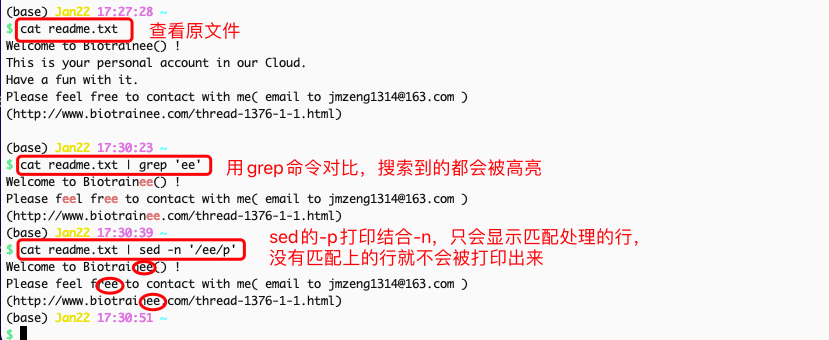 (base) Jan22 17:27:28 ~
$ cat readme.txt 查看原文件
Welcome to Biotrainee() !
This is your personal account in our Cloud.
Have a fun with it.
Please feel free to contact with me( email to jmzeng1314@163.com )
(http://www.biotrainee.com/thread-1376-1-1.html)
(base) Jan22 17:30:23 ~
$ cat readme.txt | grep 'ee' 用grep命令对比，搜索到的都会被高亮
Welcome to Biotrainee() !
Please feel free to contact with me( email to jmzeng1314@163.com )
(http://www.biotrainee.com/thread-1376-1-1.html)
(base) Jan22 17:30:39 ~
$ cat readme.txt | sed -n '/ee/p'
sed的-p打印结合-n，只会显示匹配处理的行，
没有匹配上的行就不会被打印出来
Welcome to Biotrainee() !
Please feel free to contact with me( email to jmzeng1314@163.com )
(http://www.biotrainee.com/thread-1376-1-1.html)
(base) Jan22 17:30:51 ~
$